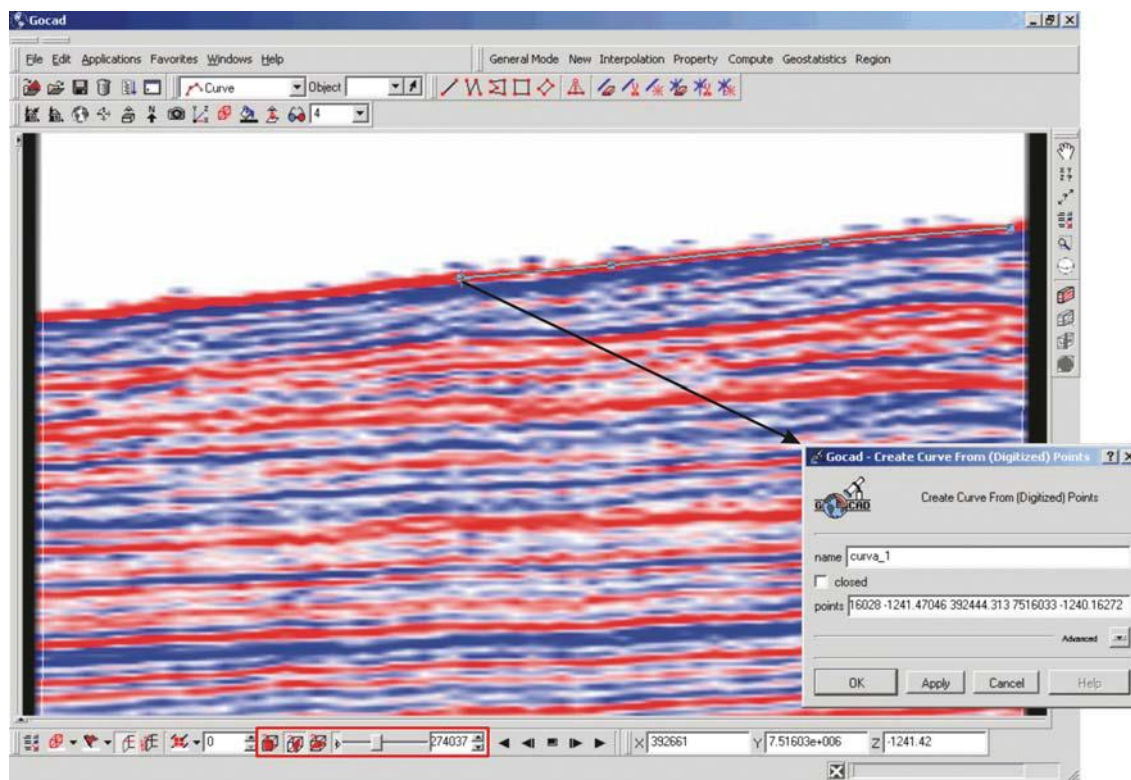 Gocad
File Edit Applications Favorites Windows Help
General Mode New Interpolation Property Compute Geostatistics Region
Curve Object
4
Gocad - Create Curve From (Digitized) Points
GOCAD
Create Curve From (Digitized) Points
name curva_1
closed
points 16028 -1241.47046 392444.313 7516033 -1240.16272
Advanced
OK Apply Cancel Help
0 274037 X 392661 Y 7.51603e+006 Z -1241.42